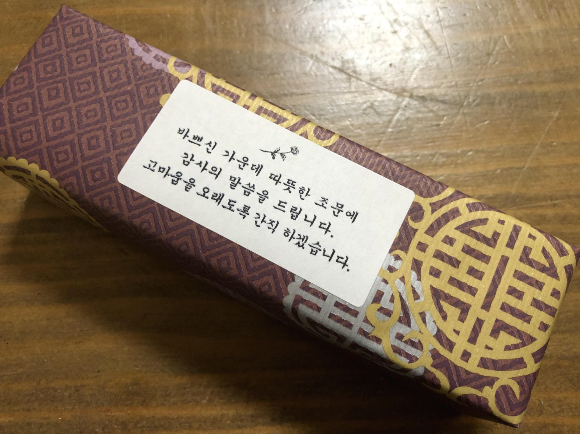 바쁘신 가운데 따뜻한 조문에
감사의 말씀을 드립니다.
고마움을 오래도록 간직 하겠습니다.